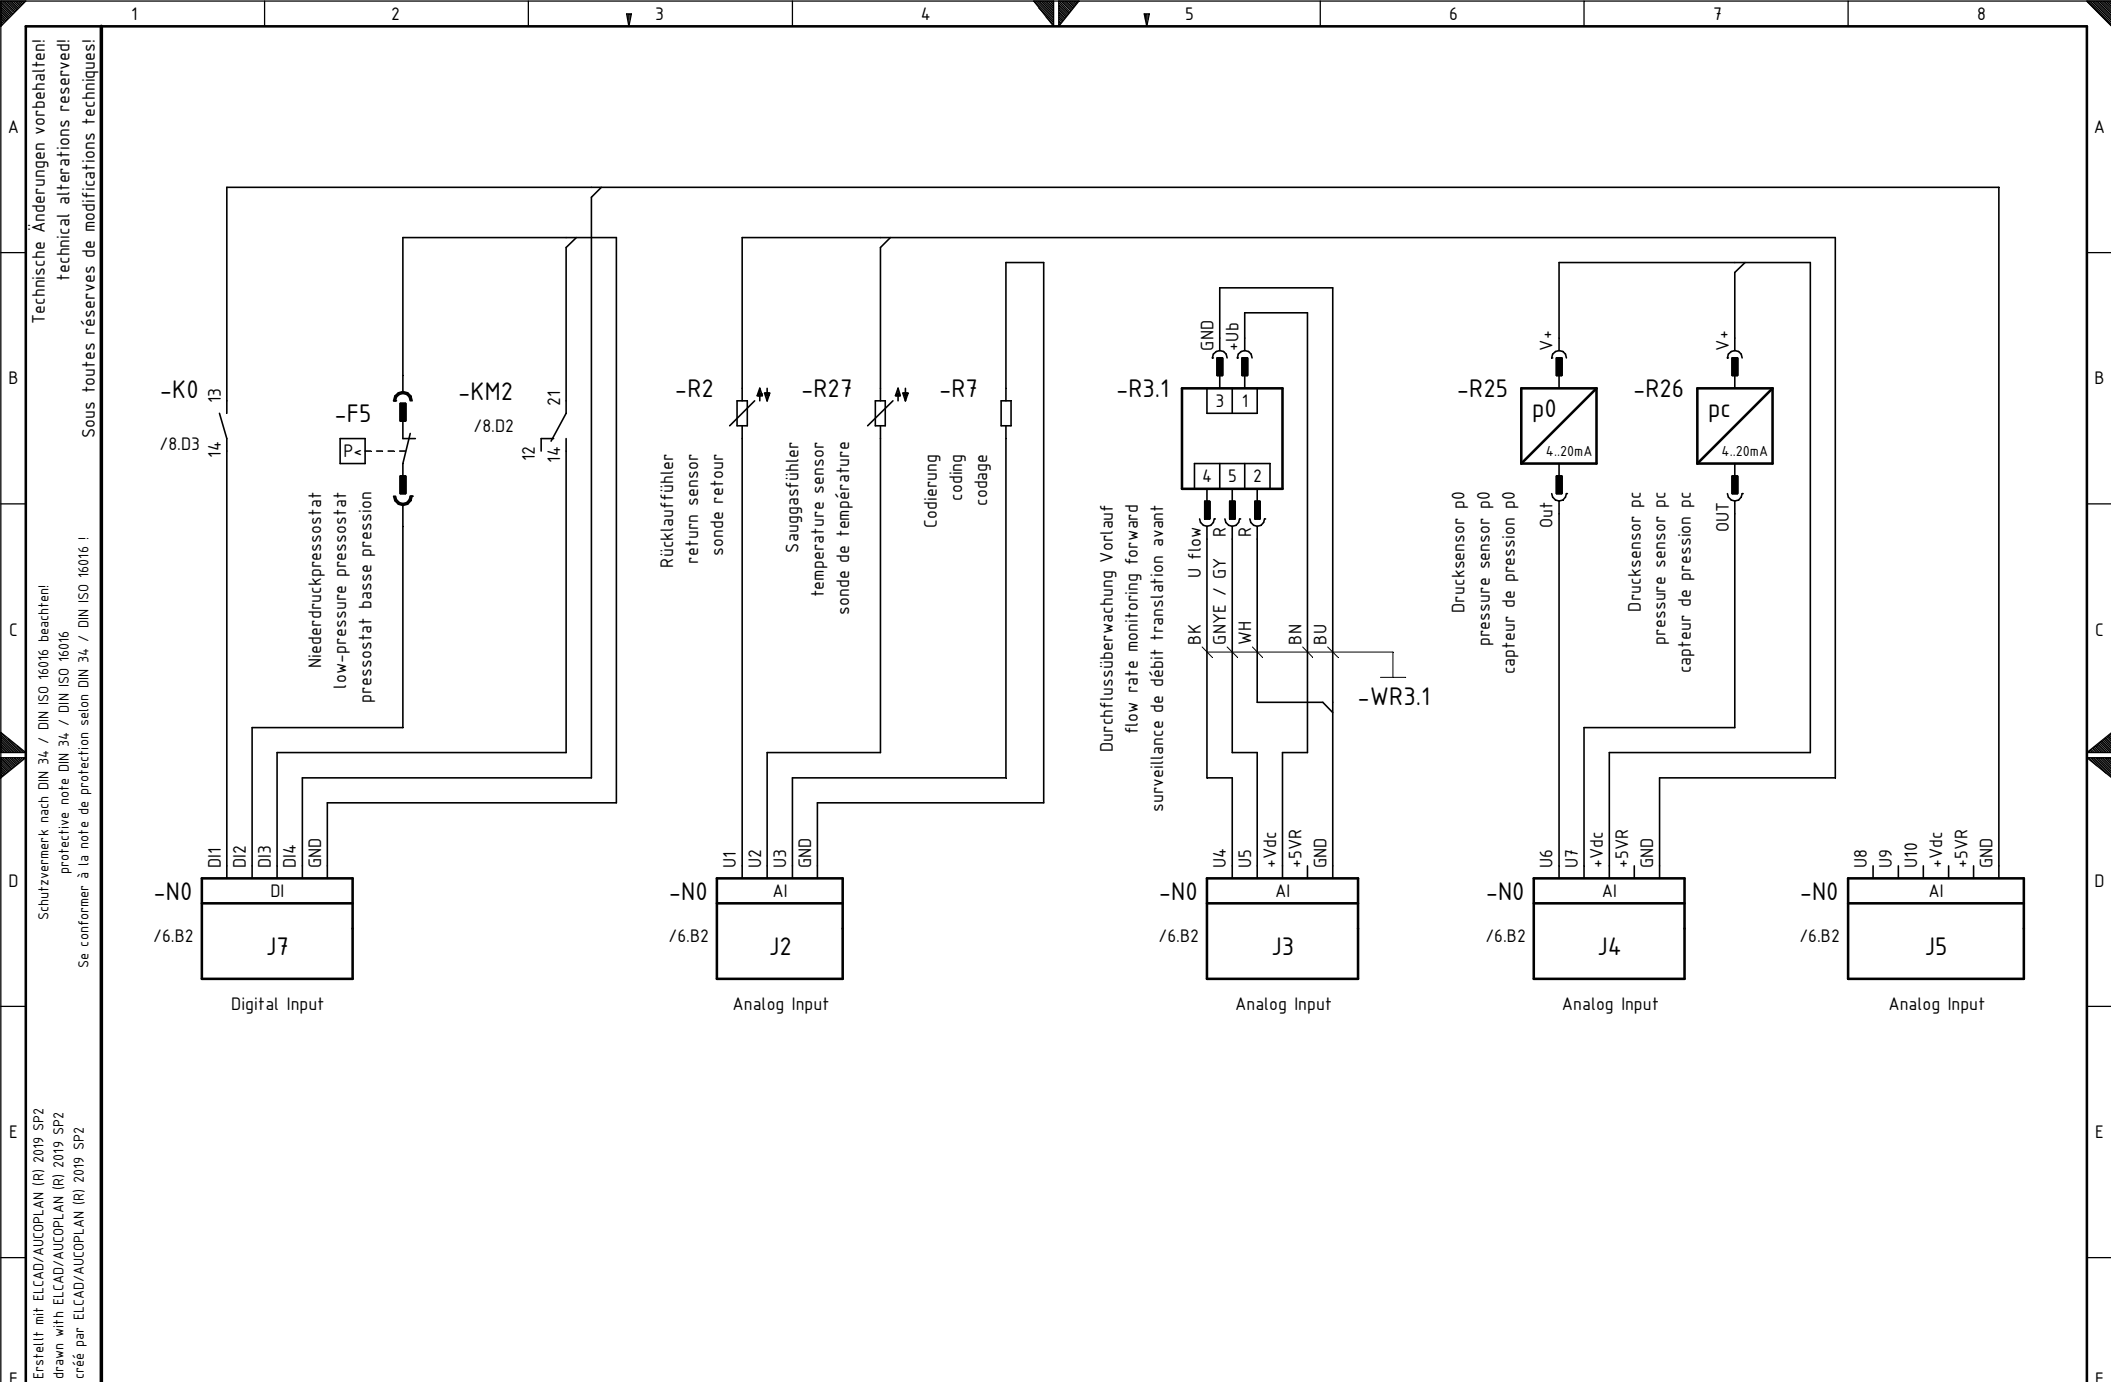 1 2 3 4 5 6 7 8
A
B
C
D
E
F
A
B
C
D
E
F
Technische Änderungen vorbehalten!
technical alterations reserved!
Sous toutes réserves de modifications techniques!
Schutzvermerk nach DIN 34 / DIN ISO 16016 beachten!
protective note DIN 34 / DIN ISO 16016
Se conformer à la note de protection selon DIN 34 / DIN ISO 16016 !
Erstellt mit ELCAD/AUCOPLAN (R) 2019 SP2
drawn with ELCAD/AUCOPLAN (R) 2019 SP2
créé par ELCAD/AUCOPLAN (R) 2019 SP2
-K0
/8.D3
13
14
-F5
P<
Niederdruckpressostat
low-pressure pressostat
pressostat basse pression
-KM2
/8.D2
21
12
14
-R2
Rücklauffühler
return sensor
sonde retour
-R27
Sauggasfühler
temperature sensor
sonde de température
-R7
Codierung
coding
codage
-R3.1
GND
+Ub
3 1
4 5 2
U flow
R
R
BK
GNYE / GY
WH
BN
BU
-WR3.1
Durchflussüberwachung Vorlauf
flow rate monitoring forward
surveillance de débit translation avant
-R25
V+
p0
4..20mA
Out
Drucksensor p0
pressure sensor p0
capteur de pression p0
-R26
V+
pc
4..20mA
OUT
Drucksensor pc
pressure sensor pc
capteur de pression pc
DI1
DI2
DI3
DI4
GND
-N0
/6.B2
DI
J7
Digital Input
U1
U2
U3
GND
-N0
/6.B2
AI
J2
Analog Input
U4
U5
+Vdc
+5VR
GND
-N0
/6.B2
AI
J3
Analog Input
U6
U7
+Vdc
+5VR
GND
-N0
/6.B2
AI
J4
Analog Input
U8
U9
U10
+Vdc
+5VR
GND
-N0
/6.B2
AI
J5
Analog Input